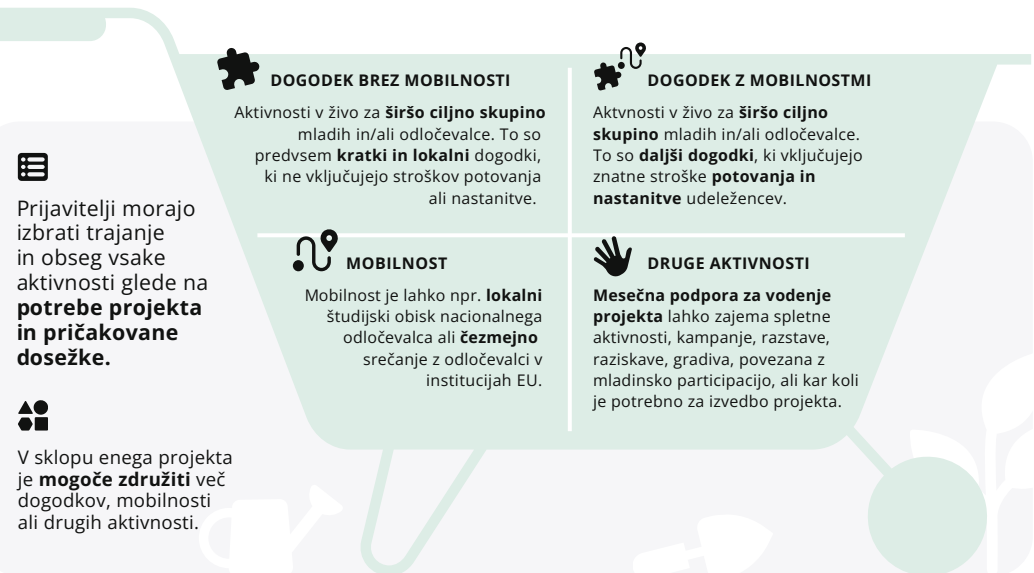 DOGODEK BREZ MOBILNOSTI
Aktivnosti v živo za širšo ciljno skupino
mladih in/ali odločevalce. To so
predvsem kratki in lokalni dogodki,
ki ne vključujejo stroškov potovanja
ali nastanitve.
DOGODEK Z MOBILNOSTMI
Aktvnosti v živo za širšo ciljno
skupino mladih in/ali odločevalce.
To so daljši dogodki, ki vključujejo
znatne stroške potovanja in
nastanitve udeležencev.
Prijavitelji morajo
izbrati trajanje
in obseg vsake
aktivnosti glede na
potrebe projekta
in pričakovane
dosežke.
MOBILNOST
Mobilnost je lahko npr. lokalni
študijski obisk nacionalnega
odločevalca ali čezmejno
srečanje z odločevalci v
institucijah EU.
DRUGE AKTIVNOSTI
Mesečna podpora za vodenje
projekta lahko zajema spletne
aktivnosti, kampanje, razstave,
raziskave, gradiva, povezana z
mladinsko participacijo, ali kar koli
je potrebno za izvedbo projekta.
V sklopu enega projekta
je mogoče združiti več
dogodkov, mobilnosti
ali drugih aktivnosti.